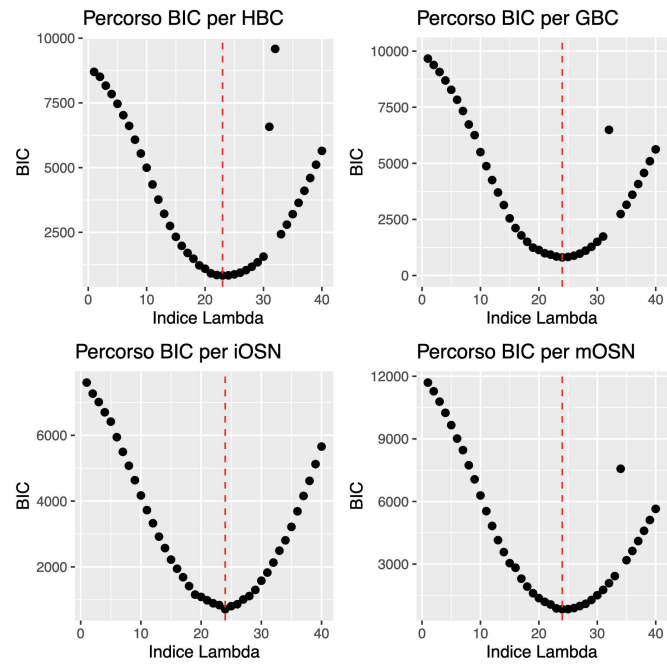 Percorso BIC per HBC
10000
7500
5000
2500
BIC
0 10 20 30 40
Indice Lambda
Percorso BIC per GBC
10000
7500
5000
2500
0
BIC
0 10 20 30 40
Indice Lambda
Percorso BIC per iOSN
6000
4000
2000
BIC
0 10 20 30 40
Indice Lambda
Percorso BIC per mOSN
12000
9000
6000
3000
BIC
0 10 20 30 40
Indice Lambda